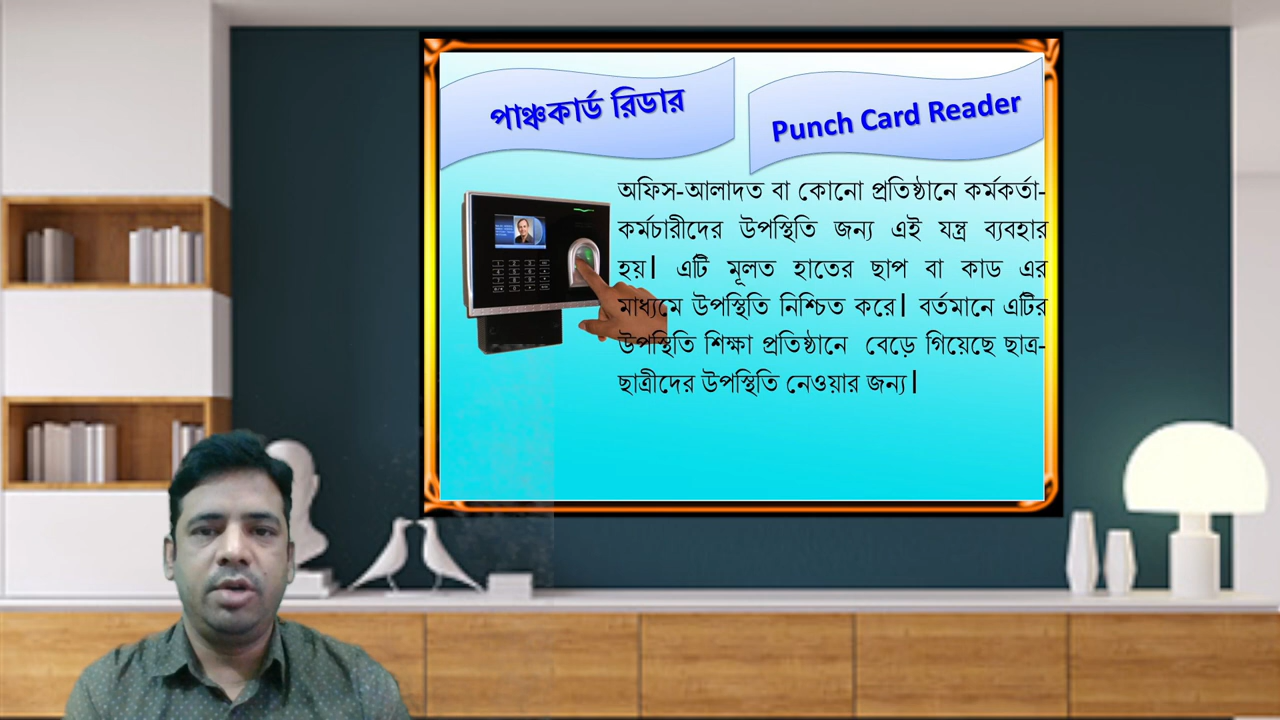 পাঞ্চকার্ড রিডার
Punch Card Reader
অফিস-আলাদত বা কোনো প্রতিষ্ঠানে কর্মকর্তা-
কর্মচারীদের উপস্থিতি জন্য এই যন্ত্র ব্যবহার
হয়। এটি মূলত হাতের ছাপ বা কাড এর
মাধ্যমে উপস্থিতি নিশ্চিত করে। বর্তমানে এটির
উপস্থিতি শিক্ষা প্রতিষ্ঠানে বেড়ে গিয়েছে ছাত্র-
ছাত্রীদের উপস্থিতি নেওয়ার জন্য।